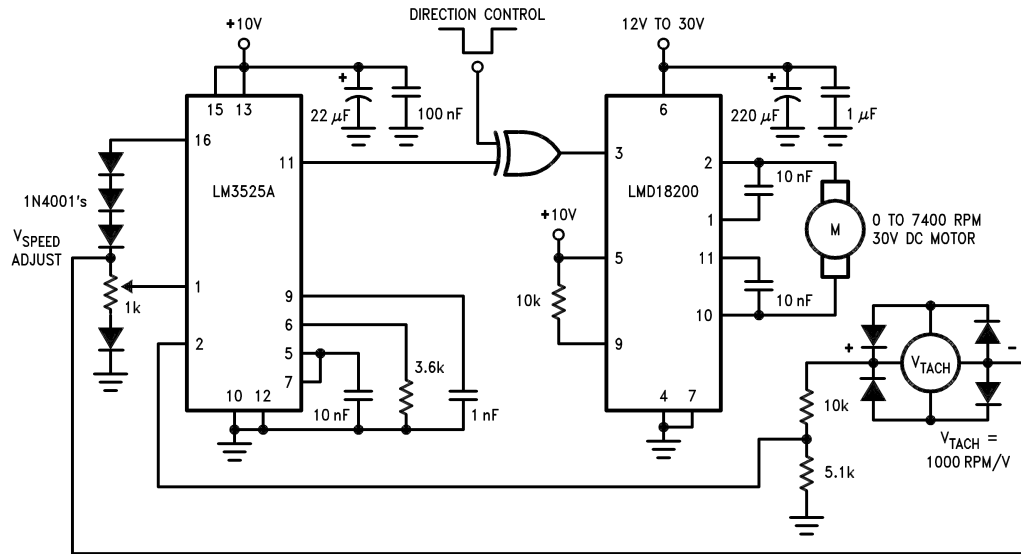 DIRECTION CONTROL
+10V
12V TO 30V
15
13
22 µF
+
100 nF
6
220 µF
+
1 µF
16
11
3
2
10 nF
1N4001's
LM3525A
LMD18200
1
+10V
M
0 TO 7400 RPM
30V DC MOTOR
VSPEED
ADJUST
5
11
1
1k
9
10k
10 nF
10
6
2
5
3.6k
9
7
+
VTACH
-
10
12
10 nF
1 nF
4
7
10k
VTACH =
1000 RPM/V
5.1k